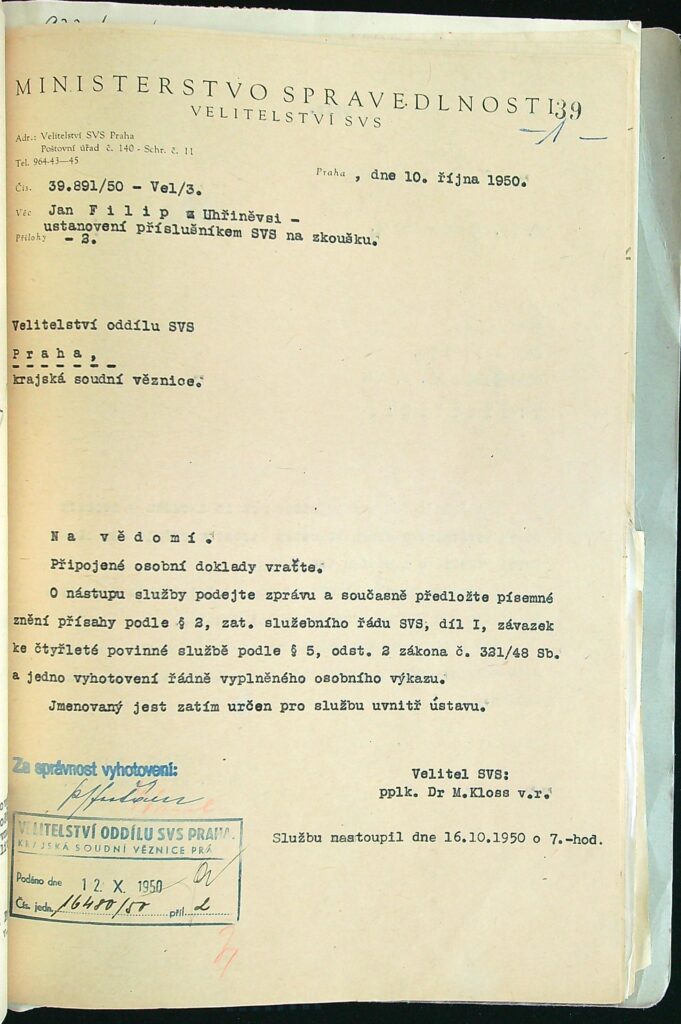 MINISTERSTVO SPRAVEDLNOSTI
39
VELITELSTVÍ SVS
-1-
Adr.: Velitelství SVS Praha
Poštovní úřad č. 140 - Schr. č. 11
Tel. 964-43—45
Praha, dne 10. října 1950.
Čís. 39.891/50 - Vel/3.
Věc Jan F i l i p z Uhříněvsi -
ustanovení příslušníkem SVS na zkoušku.
Přílohy - 2.
Velitelství oddílu SVS
P r a h a ,
krajská soudní věznice.
N a v ě d o m í .
Připojené osobní doklady vraťte.
O nástupu služby podejte zprávu a současně předložte písemné
znění přísahy podle § 2, zat. služebního řádu SVS, díl I, závazek
ke čtyřleté povinné službě podle § 5, odst. 2 zákona č. 321/48 Sb.
a jedno vyhotovení řádně vyplněného osobního výkazu.
Jmenovaný jest zatím určen pro službu uvnitř ústavu.
Za správnost vyhotovení:
Velitel SVS:
pplk. Dr M.Kloss v.r.
Službu nastoupil dne 16.10.1950 o 7.-hod.
VELITELSTVÍ ODDÍLU SVS PRAHA.
KRAJSKÁ SOUDNÍ VĚZNICE PRA
Podáno dne 12. X. 1950
Čís. jedn. 16480/50 příl. 2